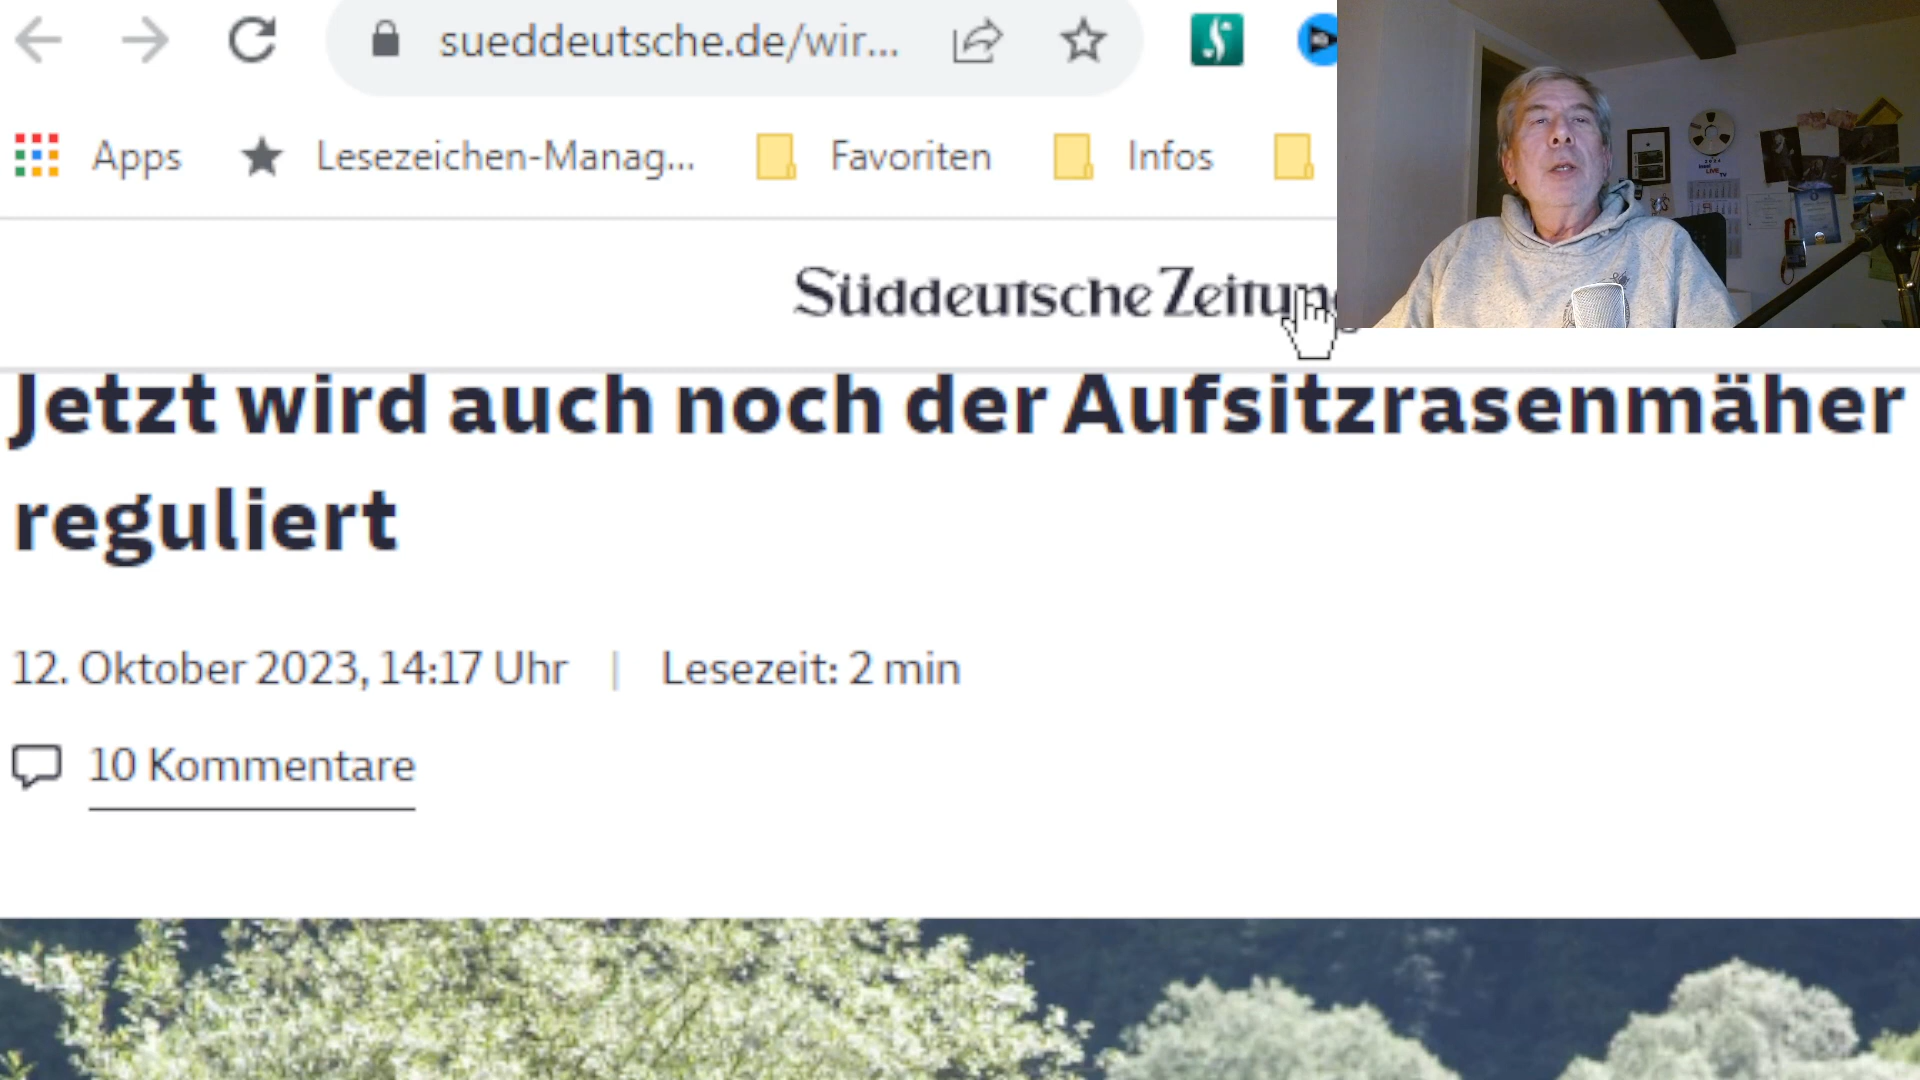 sueddeutsche.de/wir...
Apps
Lesezeichen-Manag...
Favoriten
Infos
Süddeutsche Zeitung
Jetzt wird auch noch der Aufsitzrasenmäher
reguliert
12. Oktober 2023, 14:17 Uhr | Lesezeit: 2 min
10 Kommentare